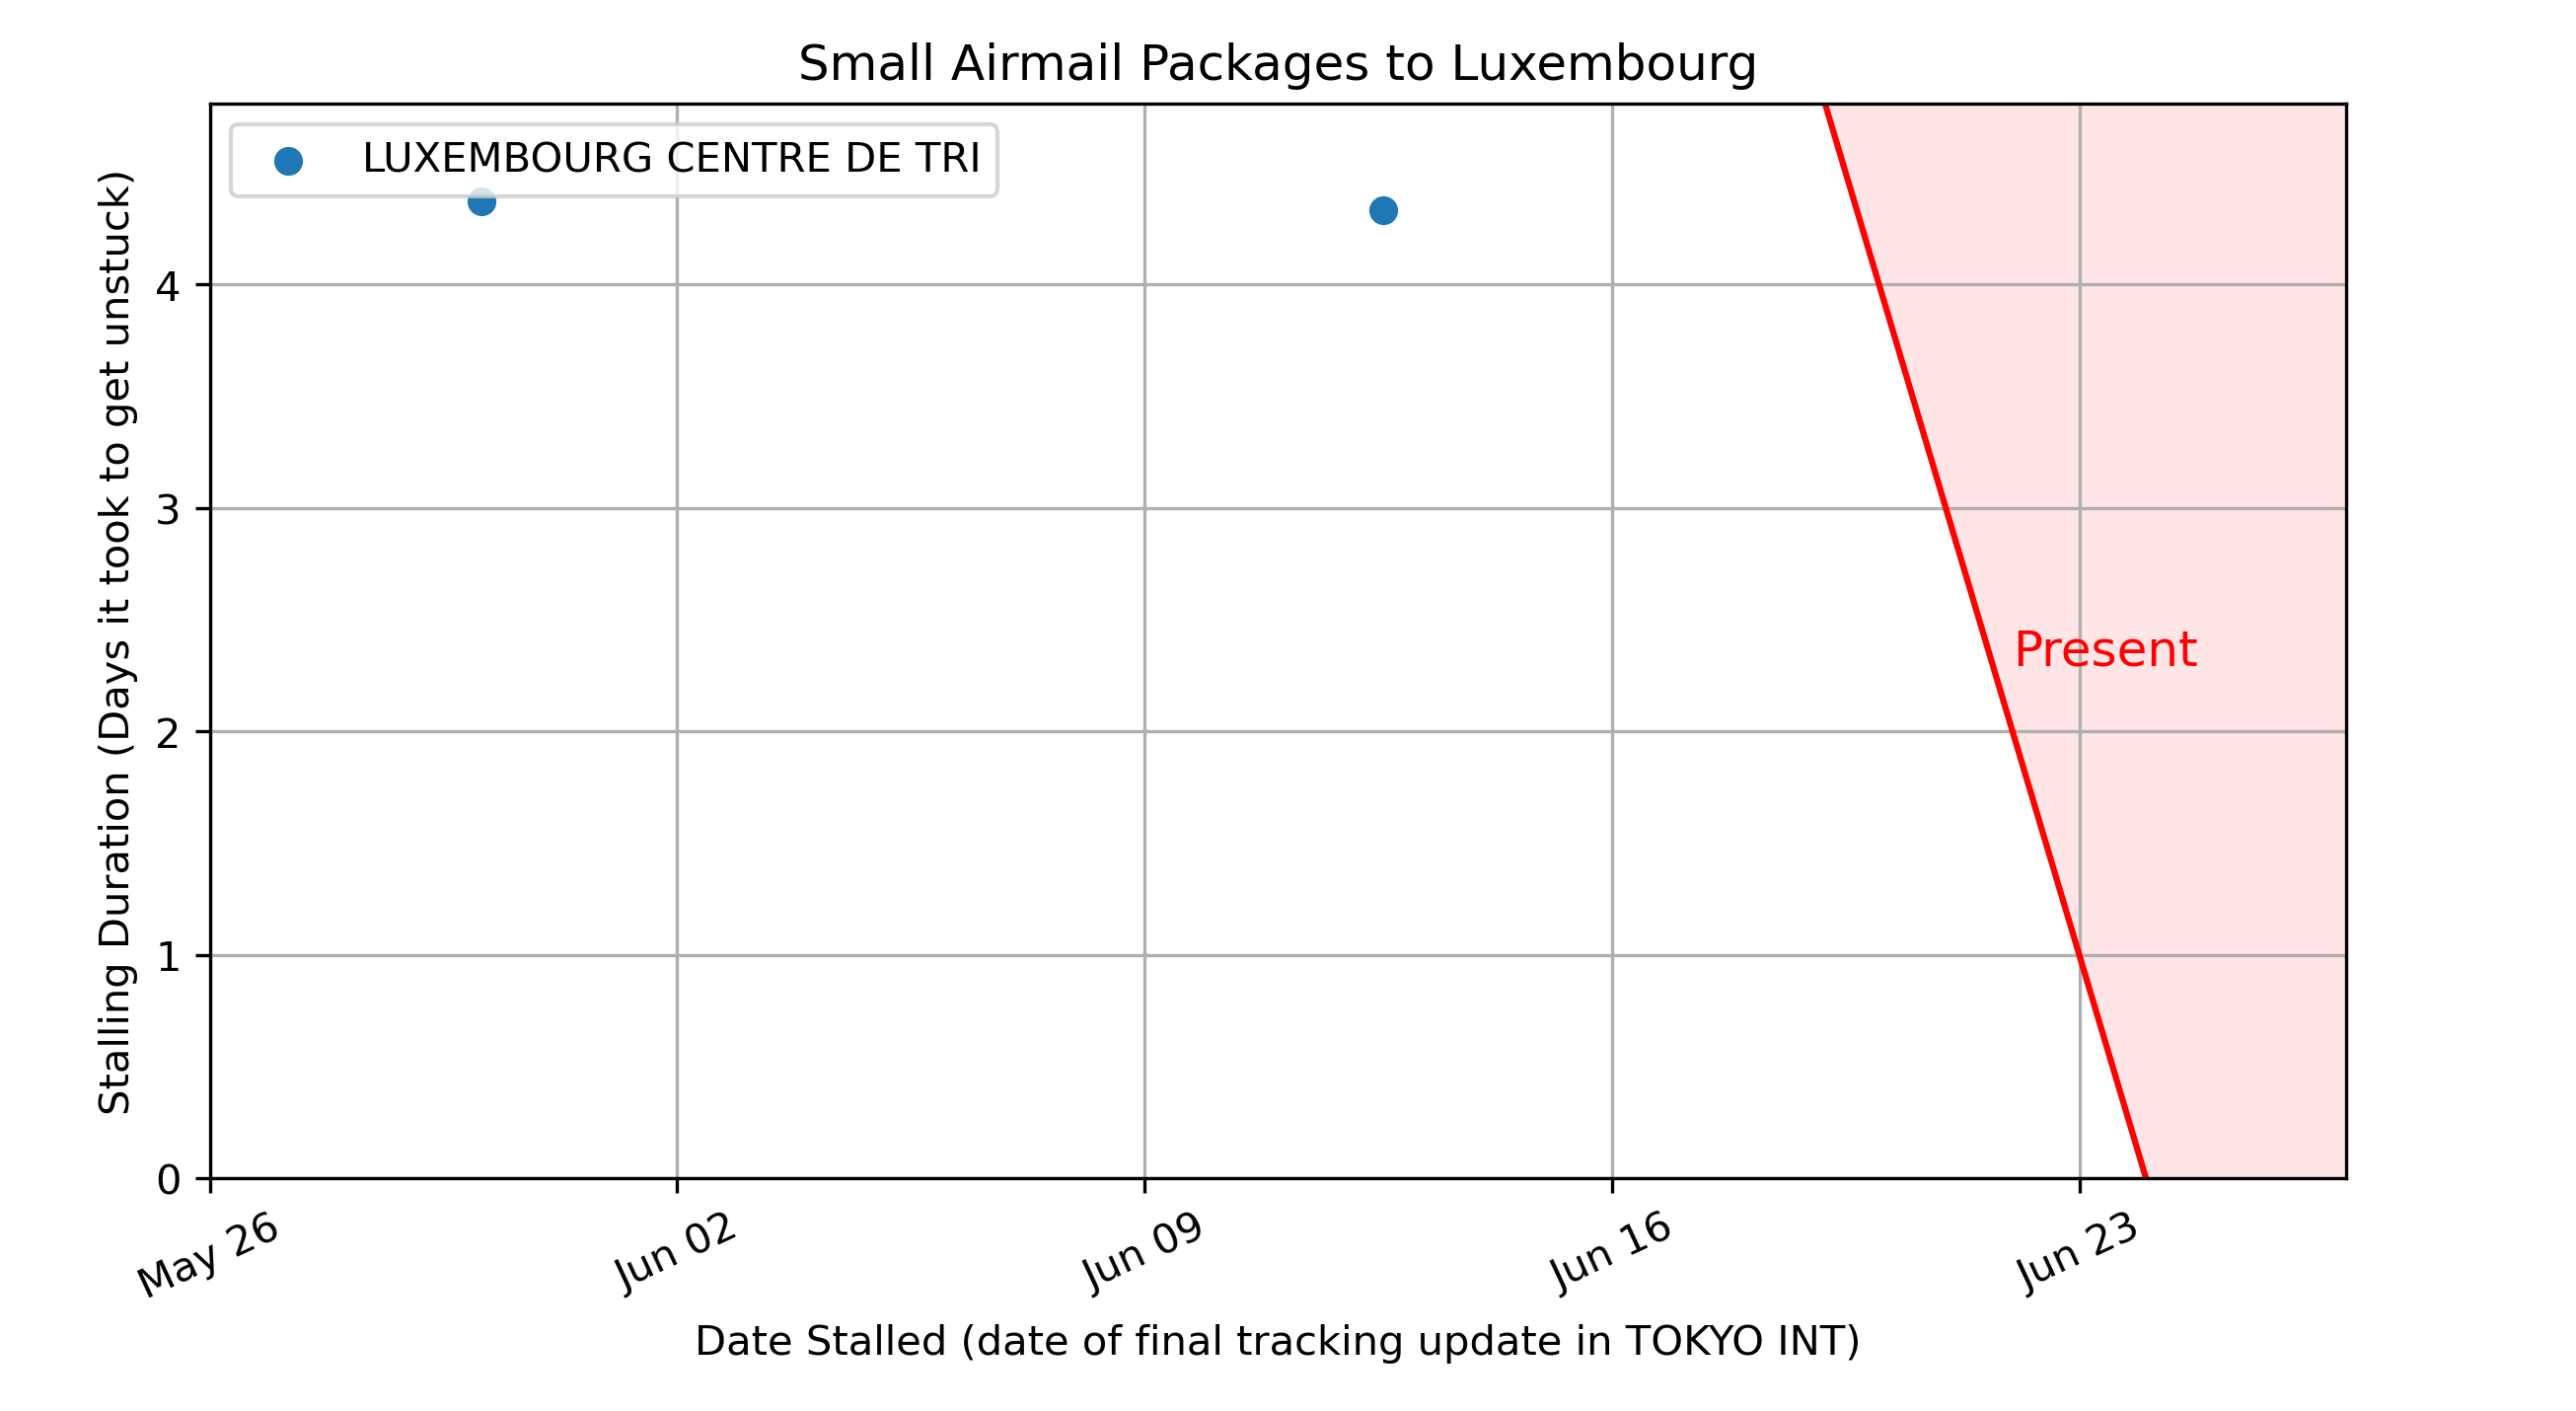 Small Airmail Packages to Luxembourg
LUXEMBOURG CENTRE DE TRI
Stalling Duration (Days it took to get unstuck)
4
3
2
1
0
Present
May 26
Jun 02
Jun 09
Jun 16
Jun 23
Date Stalled (date of final tracking update in TOKYO INT)